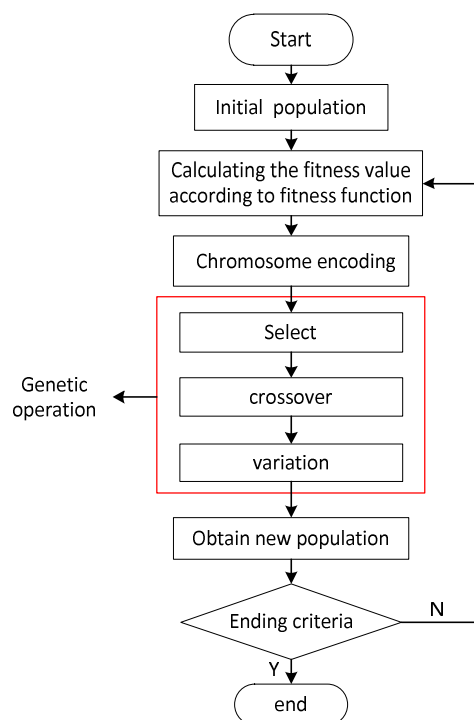 Start
Initial population
Calculating the fitness value
according to fitness function
Chromosome encoding
Select
Genetic
operation
crossover
variation
Obtain new population
Ending criteria
N
Y
end